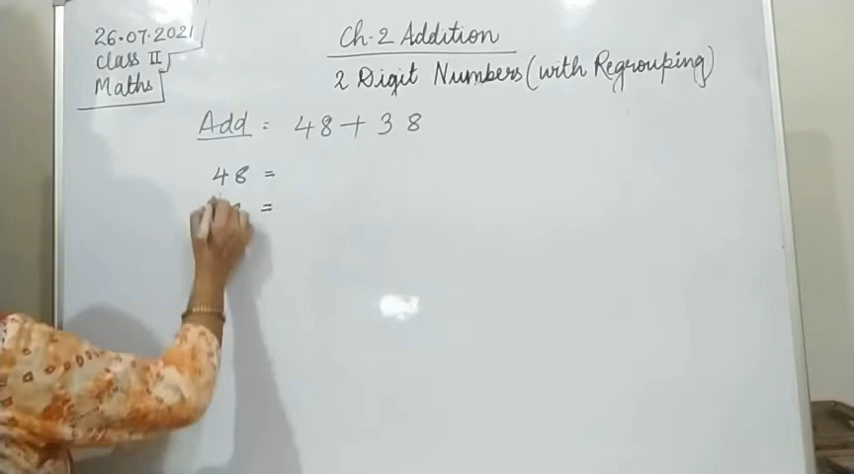 26.07.2021
Class II
Maths
Ch-2 Addition
2 Digit Numbers (with Regrouping)
Add = 48+38
48 =
=